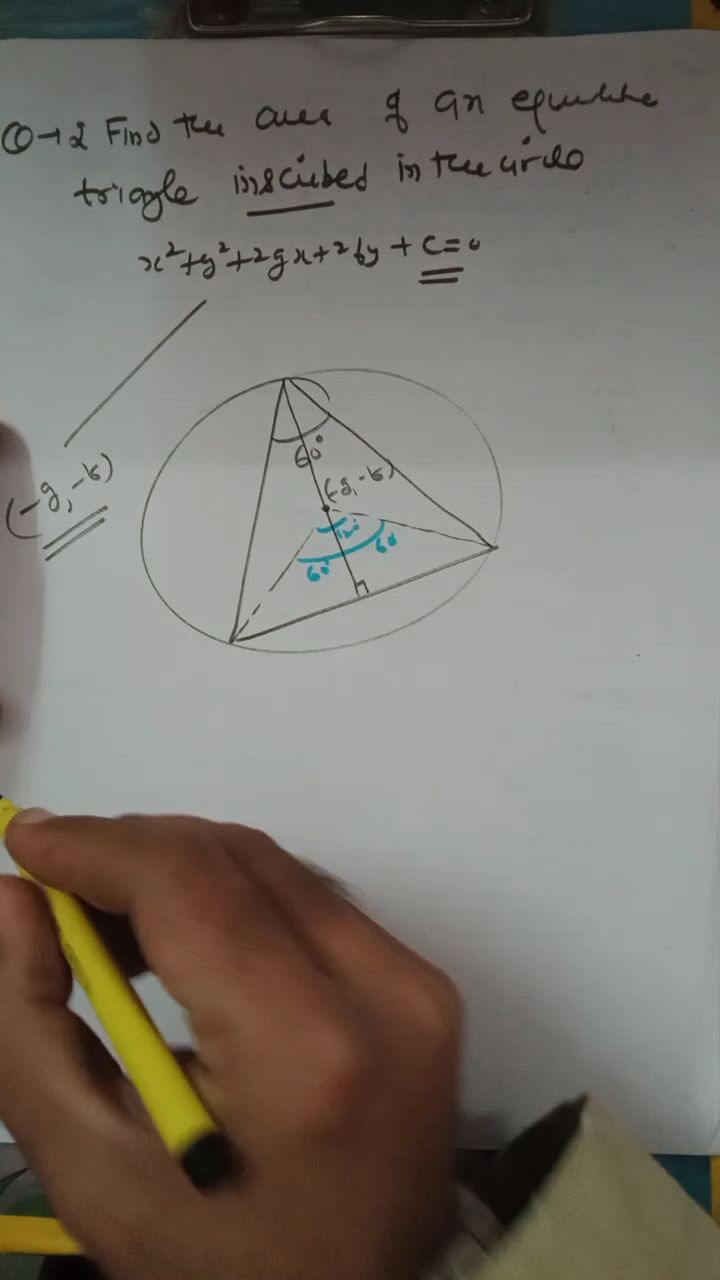 Q→2 Find the area of an equilate
triangle inscribed in the circle
x²+y²+2gx+2fy+c=0
60°
(-g,-f)
(-g,-f)
120
60
60°